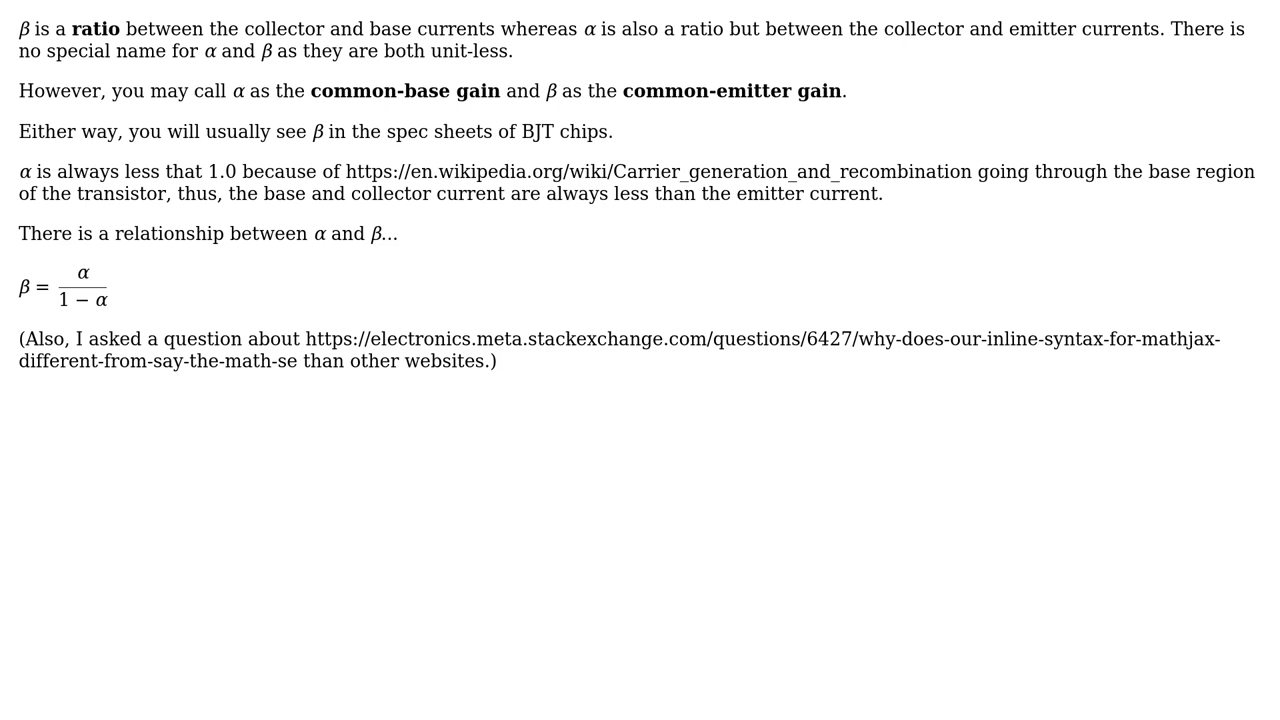 β is a ratio between the collector and base currents whereas α is also a ratio but between the collector and emitter currents. There is
no special name for α and β as they are both unit-less.
However, you may call α as the common-base gain and β as the common-emitter gain.
Either way, you will usually see β in the spec sheets of BJT chips.
α is always less that 1.0 because of https://en.wikipedia.org/wiki/Carrier_generation_and_recombination going through the base region
of the transistor, thus, the base and collector current are always less than the emitter current.
There is a relationship between α and β...
β = α / (1 − α)
(Also, I asked a question about https://electronics.meta.stackexchange.com/questions/6427/why-does-our-inline-syntax-for-mathjax-
different-from-say-the-math-se than other websites.)